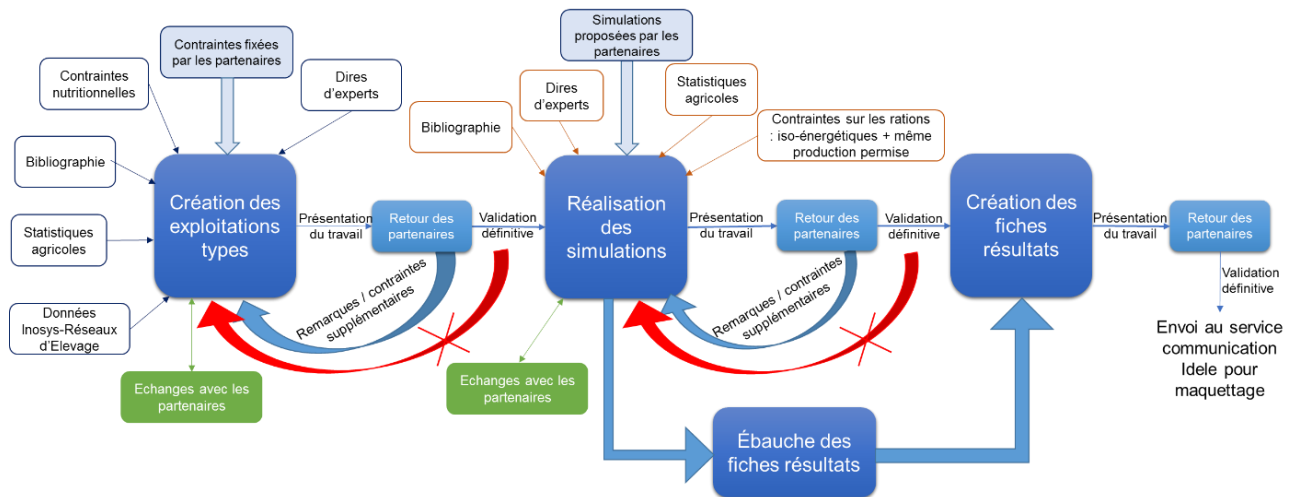 Contraintes fixées
par les partenaires
Contraintes
nutritionnelles
Dires
d’experts
Bibliographie
Statistiques
agricoles
Données
Inosys-Réseaux
d’Elevage
Création des
exploitations
types
Echanges avec les
partenaires
Présentation
du travail
Retour des
partenaires
Validation
définitive
Remarques / contraintes
supplémentaires
Simulations
proposées par les
partenaires
Dires
d’experts
Statistiques
agricoles
Bibliographie
Contraintes sur les rations
: iso-énergétiques + même
production permise
Réalisation
des
simulations
Echanges avec les
partenaires
Présentation
du travail
Retour des
partenaires
Validation
définitive
Remarques / contraintes
supplémentaires
Ébauche des
fiches résultats
Création des
fiches
résultats
Présentation
du travail
Retour des
partenaires
Validation
définitive
Envoi au service
communication
Idele pour
maquettage